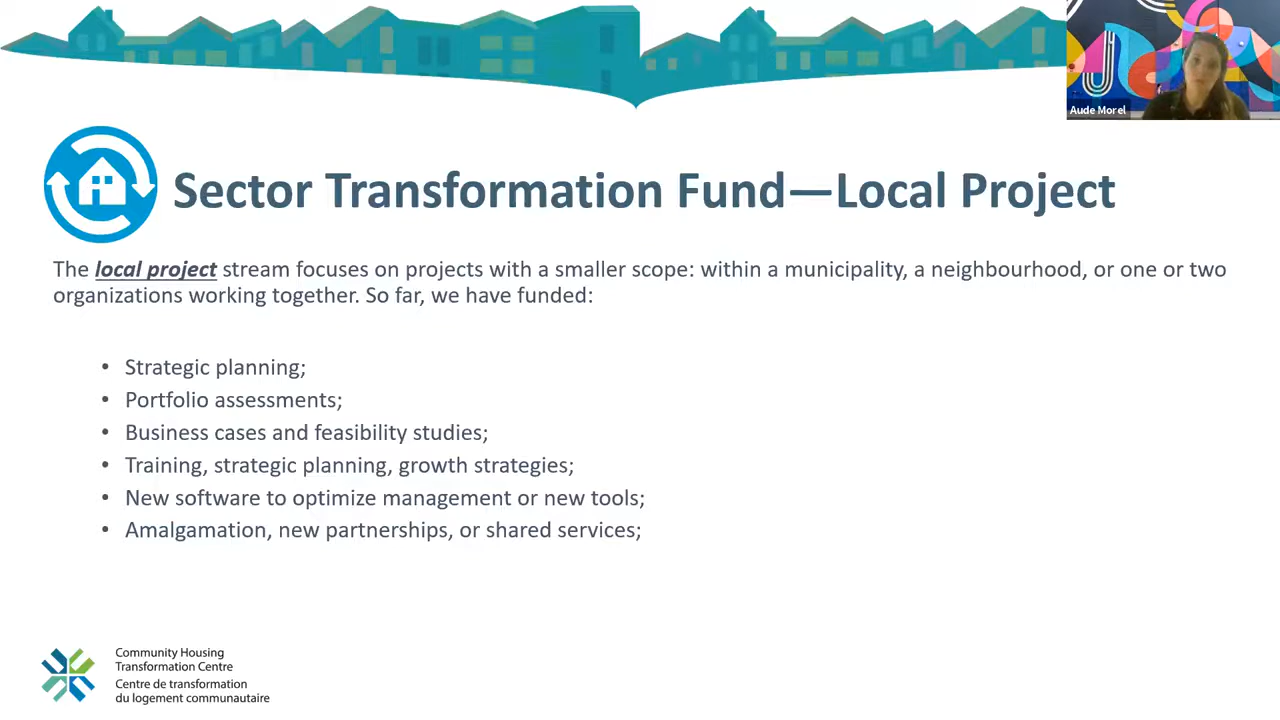 Aude Morel
Sector Transformation Fund—Local Project
The local project stream focuses on projects with a smaller scope: within a municipality, a neighbourhood, or one or two
organizations working together. So far, we have funded:
• Strategic planning;
• Portfolio assessments;
• Business cases and feasibility studies;
• Training, strategic planning, growth strategies;
• New software to optimize management or new tools;
• Amalgamation, new partnerships, or shared services;
Community Housing
Transformation Centre
Centre de transformation
du logement communautaire